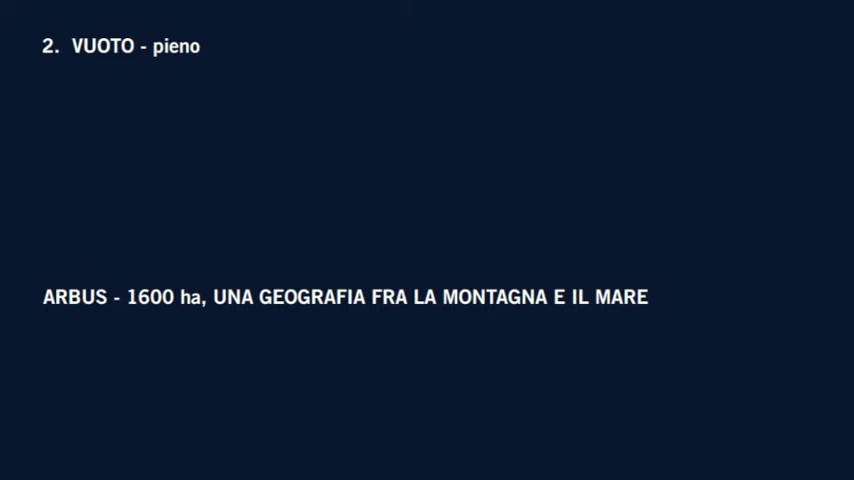 2. VUOTO - pieno
ARBUS - 1600 ha, UNA GEOGRAFIA FRA LA MONTAGNA E IL MARE